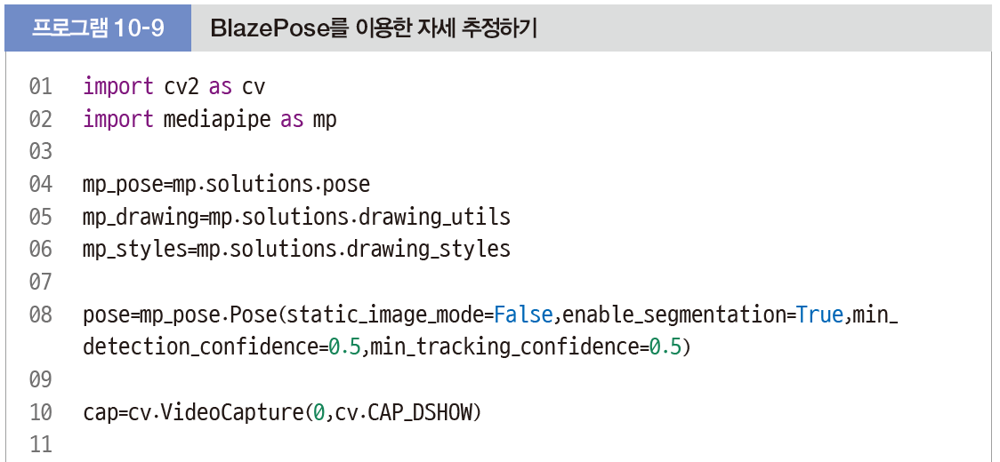 프로그램 10-9 BlazePose를 이용한 자세 추정하기
01 import cv2 as cv
02 import mediapipe as mp
03
04 mp_pose=mp.solutions.pose
05 mp_drawing=mp.solutions.drawing_utils
06 mp_styles=mp.solutions.drawing_styles
07
08 pose=mp_pose.Pose(static_image_mode=False,enable_segmentation=True,min_
detection_confidence=0.5,min_tracking_confidence=0.5)
09
10 cap=cv.VideoCapture(0,cv.CAP_DSHOW)
11